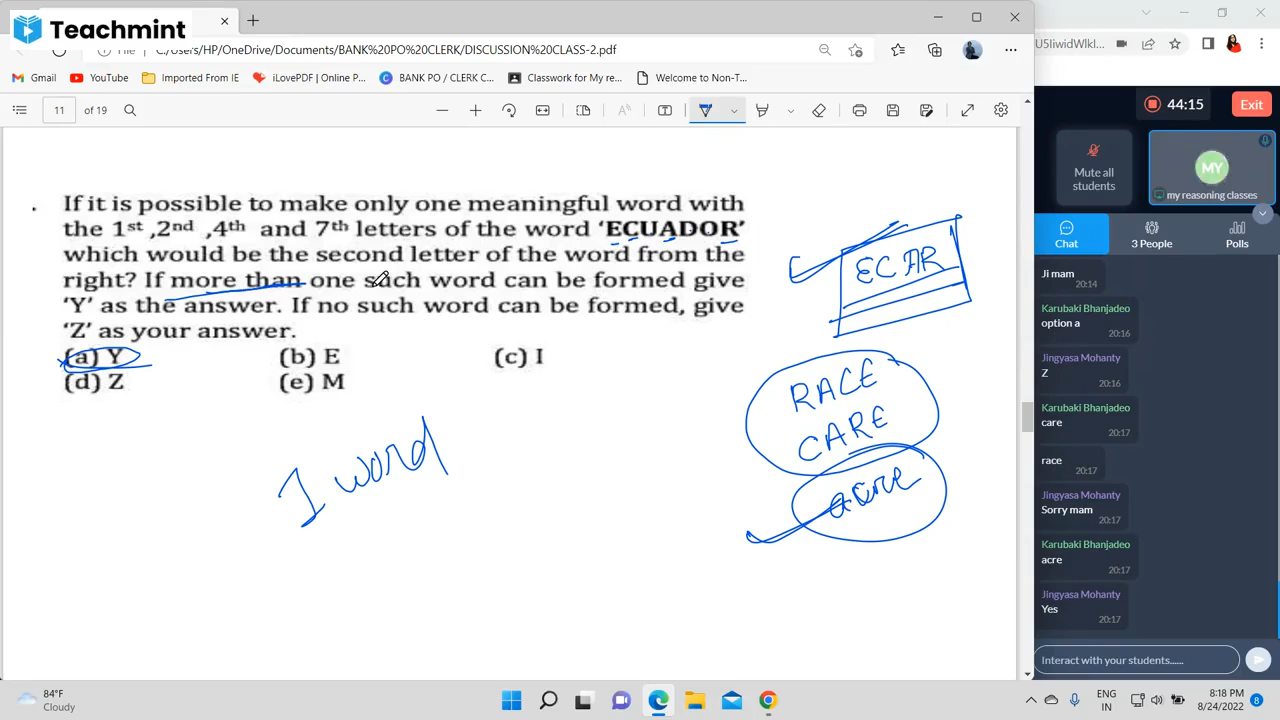 Teachmint
File
C:/Users/HP/OneDrive/Documents/BANK%20PO%20CLERK/DISCUSSION%20CLASS-2.pdf
U5IiwidWlkI...
Gmail YouTube Imported From IE iLovePDF | Online P... BANK PO / CLERK C... Classwork for My re... Welcome to Non-T...
11 of 19
44:15 Exit
Mute all
students
MY
my reasoning classes
Chat 3 People Polls
. If it is possible to make only one meaningful word with
the 1st ,2nd ,4th and 7th letters of the word ‘ECUADOR’
which would be the second letter of the word from the
right? If more than one such word can be formed give
‘Y’ as the answer. If no such word can be formed, give
‘Z’ as your answer.
(a) Y (b) E (c) I
(d) Z (e) M
ECAR
RACE
CARE
acre
I word
Ji mam
20:14
Karubaki Bhanjadeo
option a
20:16
Jingyasa Mohanty
Z
20:16
Karubaki Bhanjadeo
care
20:17
race
20:17
Jingyasa Mohanty
Sorry mam
20:17
Karubaki Bhanjadeo
acre
20:17
Jingyasa Mohanty
Yes
20:17
Interact with your students......
84°F
Cloudy
ENG
IN
8:18 PM
8/24/2022
8